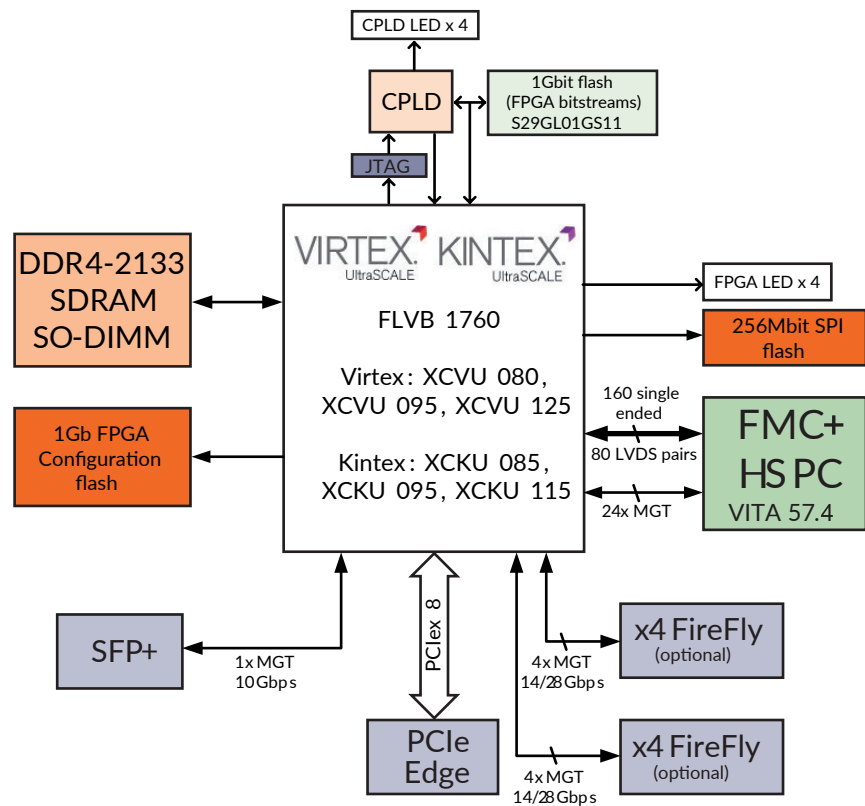 CPLD LED x 4
CPLD
1Gbit flash
(FPGA bitstreams)
S29GL01GS11
JTAG
VIRTEX.
UltraSCALE
KINTEX.
UltraSCALE
DDR4-2133
SDRAM
SO-DIMM
FLVB 1760
Virtex: XCVU 080,
XCVU 095, XCVU 125
Kintex: XCKU 085,
XCKU 095, XCKU 115
FPGA LED x 4
256Mbit SPI
flash
1Gb FPGA
Configuration
flash
160 single
ended
80 LVDS pairs
24x MGT
FMC+
HS PC
VITA 57.4
SFP+
1x MGT
10Gbps
PCIex 8
PCIe
Edge
4x MGT
14/28Gbps
x4 FireFly
(optional)
4x MGT
14/28Gbps
x4 FireFly
(optional)